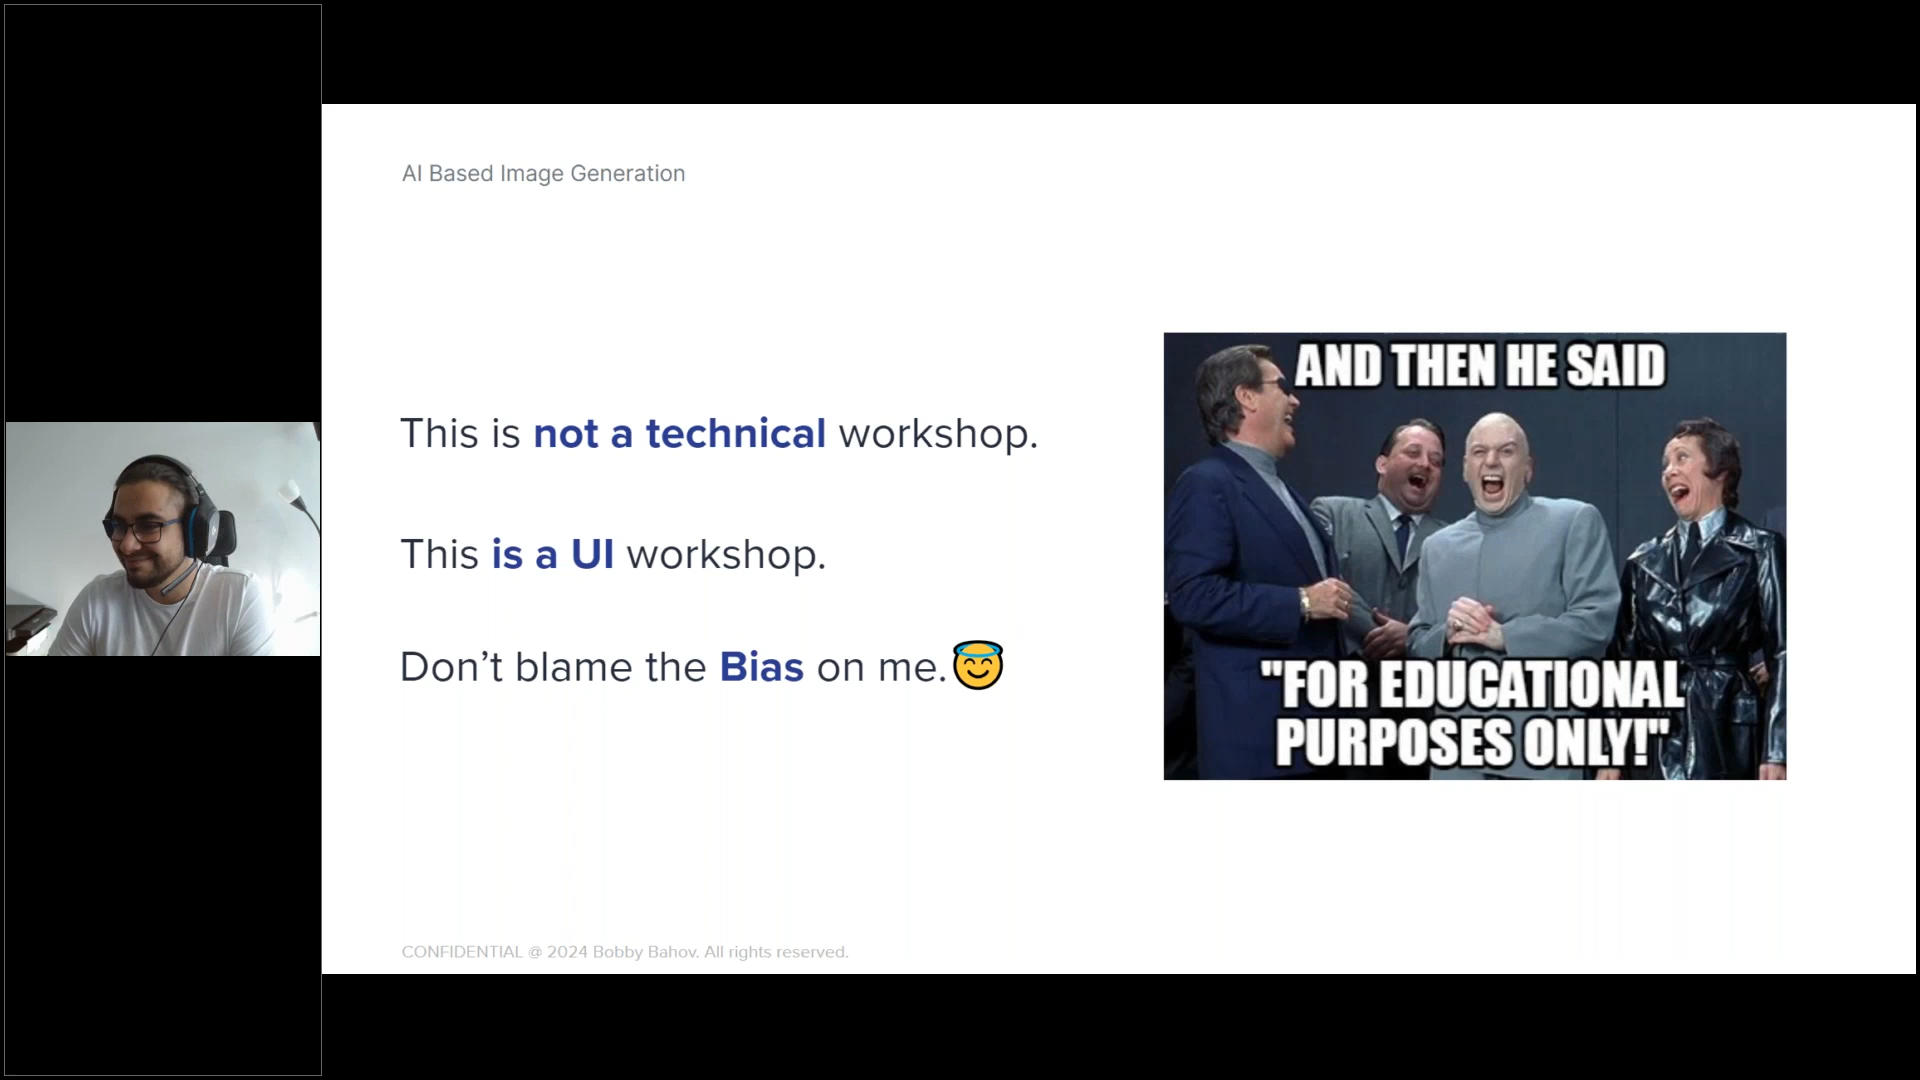 AI Based Image Generation
This is not a technical workshop.
This is a UI workshop.
Don’t blame the Bias on me.😇
AND THEN HE SAID
"FOR EDUCATIONAL
PURPOSES ONLY!"
CONFIDENTIAL @ 2024 Bobby Bahov. All rights reserved.